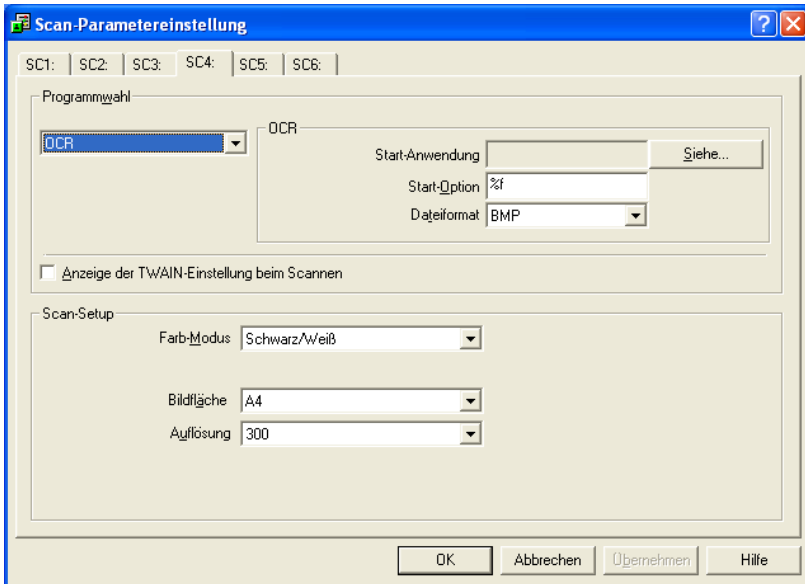 Scan-Parametereinstellung
SC1: SC2: SC3: SC4: SC5: SC6:
Programmwahl
OCR
OCR
Start-Anwendung
Siehe...
Start-Option %f
Dateiformat BMP
Anzeige der TWAIN-Einstellung beim Scannen
Scan-Setup
Farb-Modus Schwarz/Weiß
Bildfläche A4
Auflösung 300
OK Abbrechen Übernehmen Hilfe